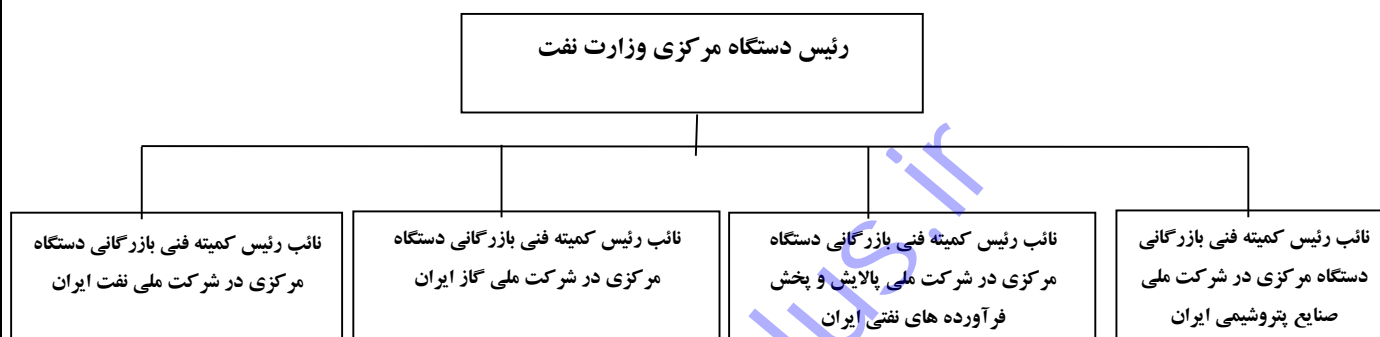 رئیس دستگاه مرکزی وزارت نفت
نائب رئیس کمیته فنی بازرگانی
دستگاه مرکزی در شرکت ملی
صنایع پتروشیمی ایران
نائب رئیس کمیته فنی بازرگانی دستگاه
مرکزی در شرکت ملی پالایش و پخش
فرآورده های نفتی ایران
نائب رئیس کمیته فنی بازرگانی دستگاه
مرکزی در شرکت ملی گاز ایران
نائب رئیس کمیته فنی بازرگانی دستگاه
مرکزی در شرکت ملی نفت ایران
lus.ir